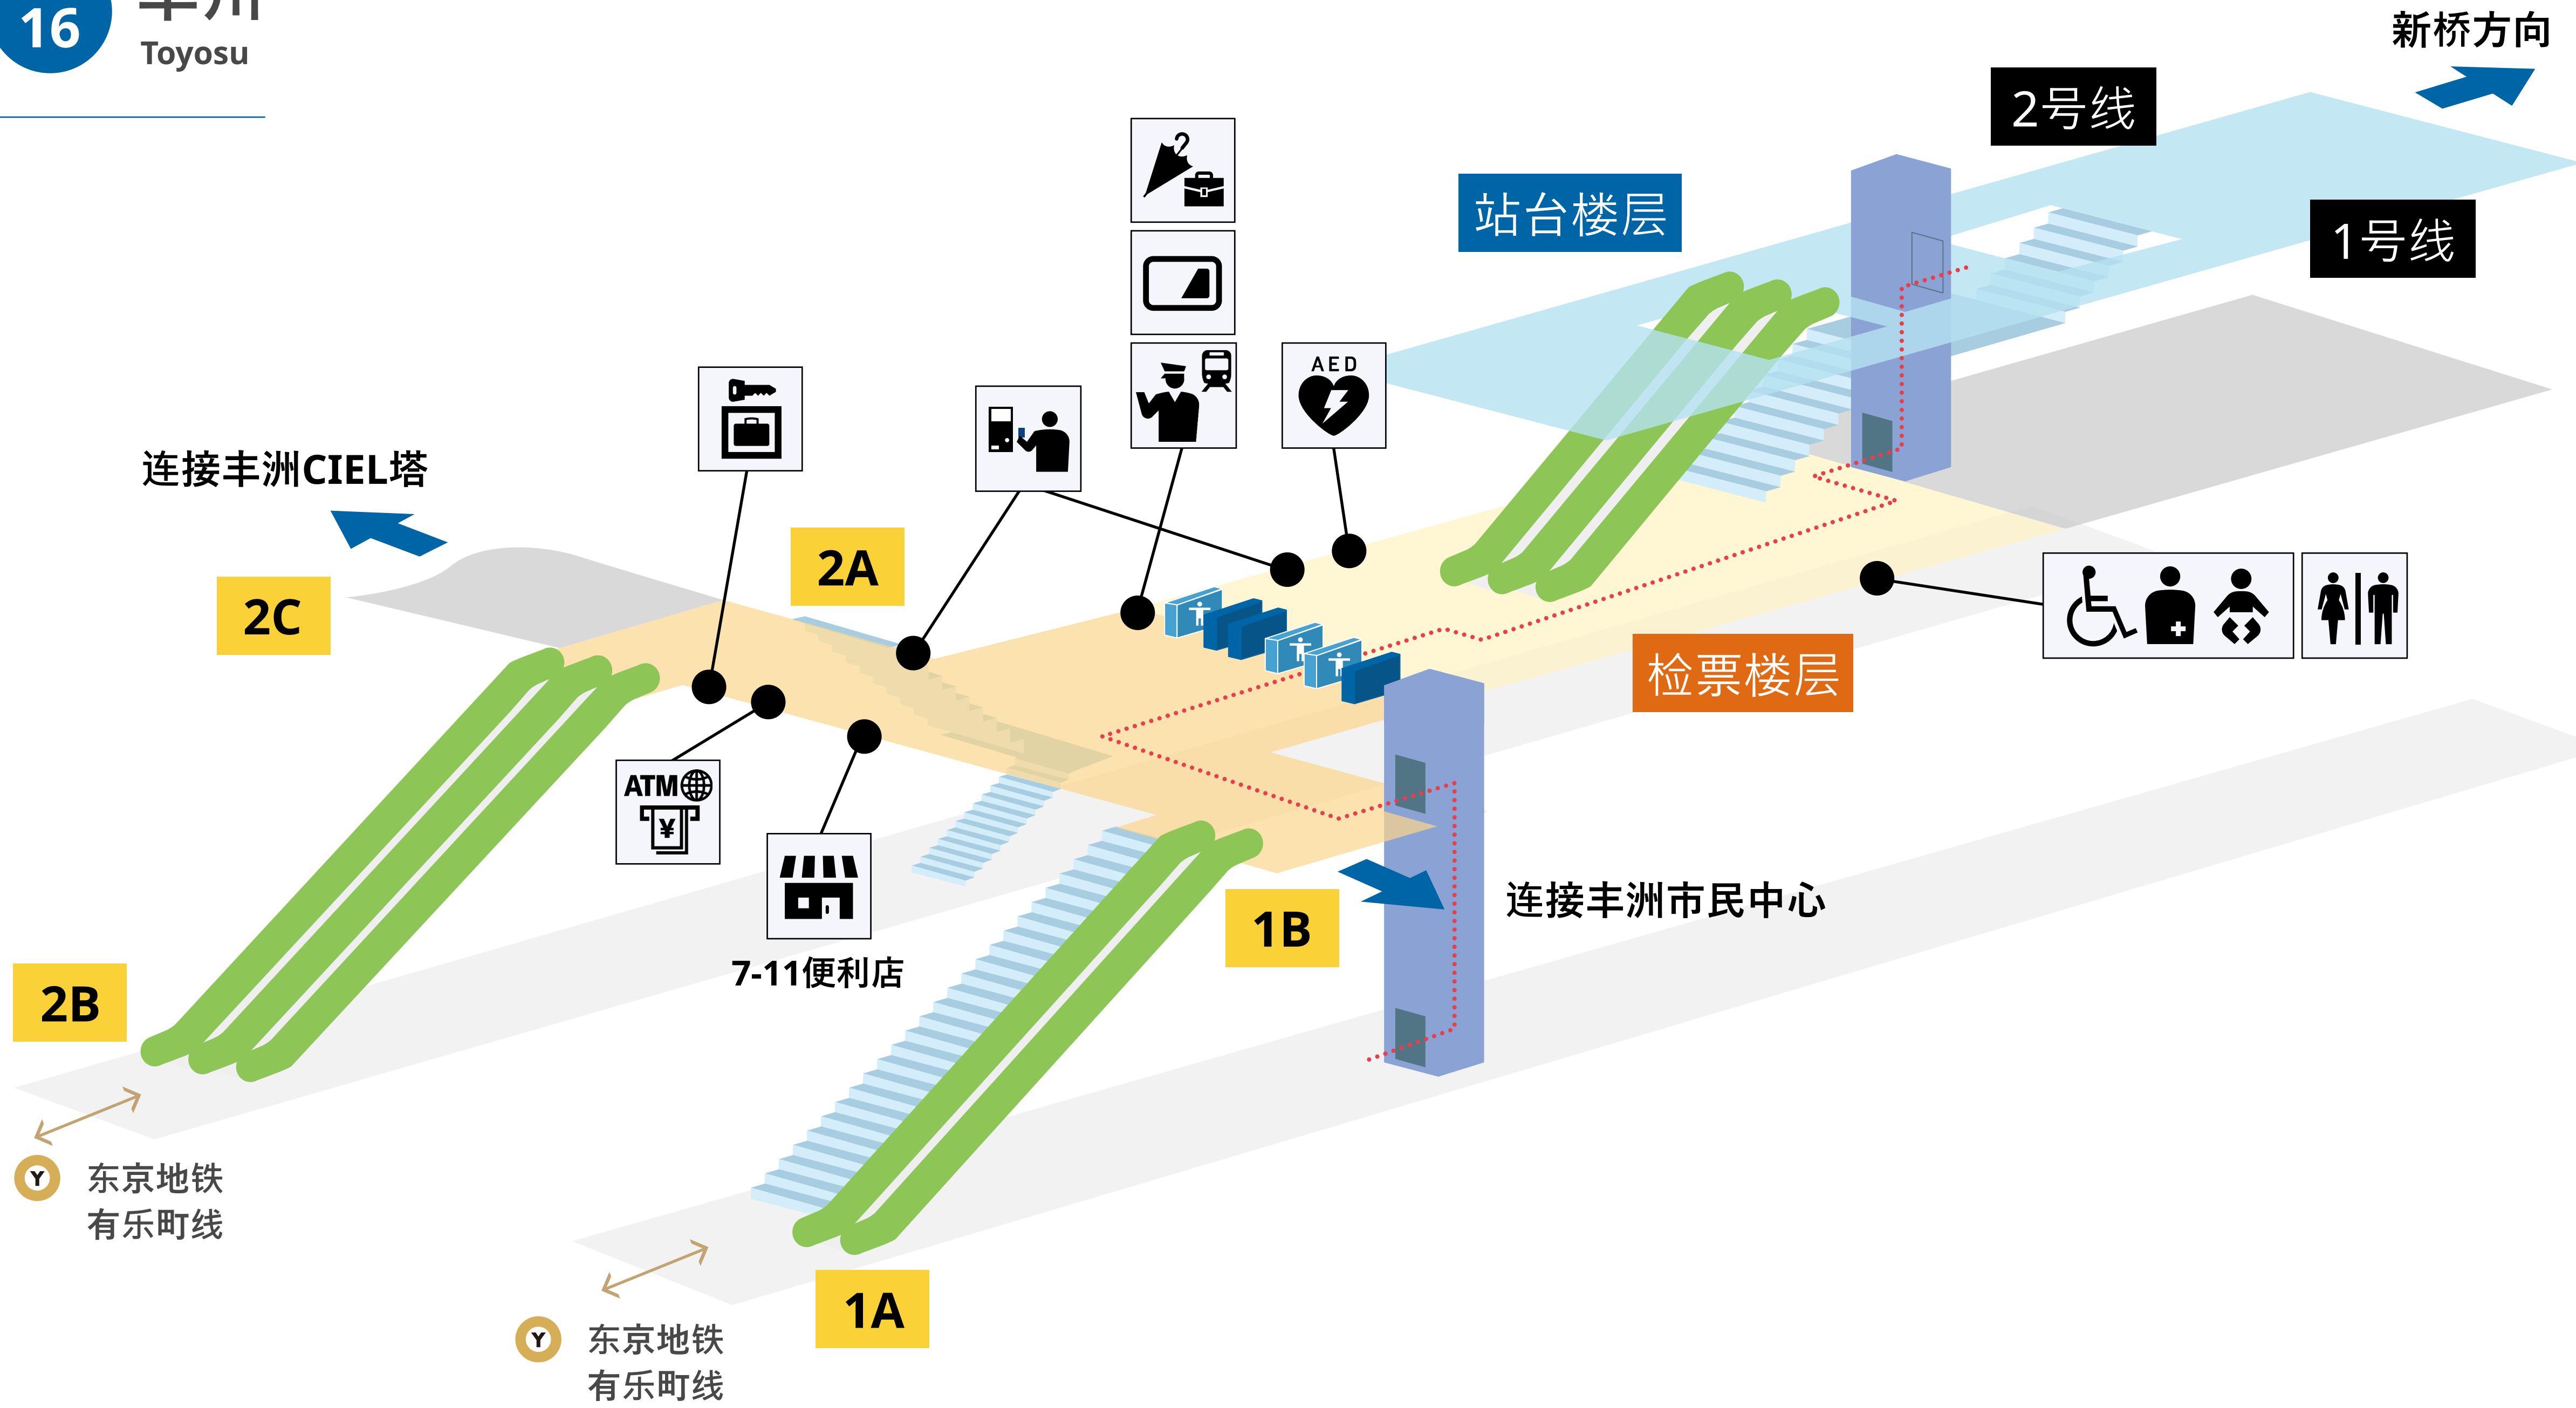 16
Toyosu
新桥方向
2号线
站台楼层
1号线
AED
连接丰洲CIEL塔
2A
2C
检票楼层
ATM
¥
1B
连接丰洲市民中心
7-11便利店
2B
Y
东京地铁
有乐町线
1A
Y
东京地铁
有乐町线